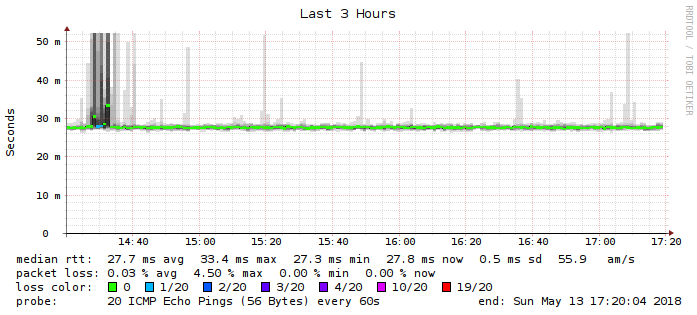 Last 3 Hours
RRDTOOL / TOBI OETIKER
Seconds
50 m
40 m
30 m
20 m
10 m
0
14:40 15:00 15:20 15:40 16:00 16:20 16:40 17:00 17:20
median rtt: 27.7 ms avg 33.4 ms max 27.3 ms min 27.8 ms now 0.5 ms sd 55.9 am/s
packet loss: 0.03 % avg 4.50 % max 0.00 % min 0.00 % now
loss color: 0 1/20 2/20 3/20 4/20 10/20 19/20
probe: 20 ICMP Echo Pings (56 Bytes) every 60s end: Sun May 13 17:20:04 2018